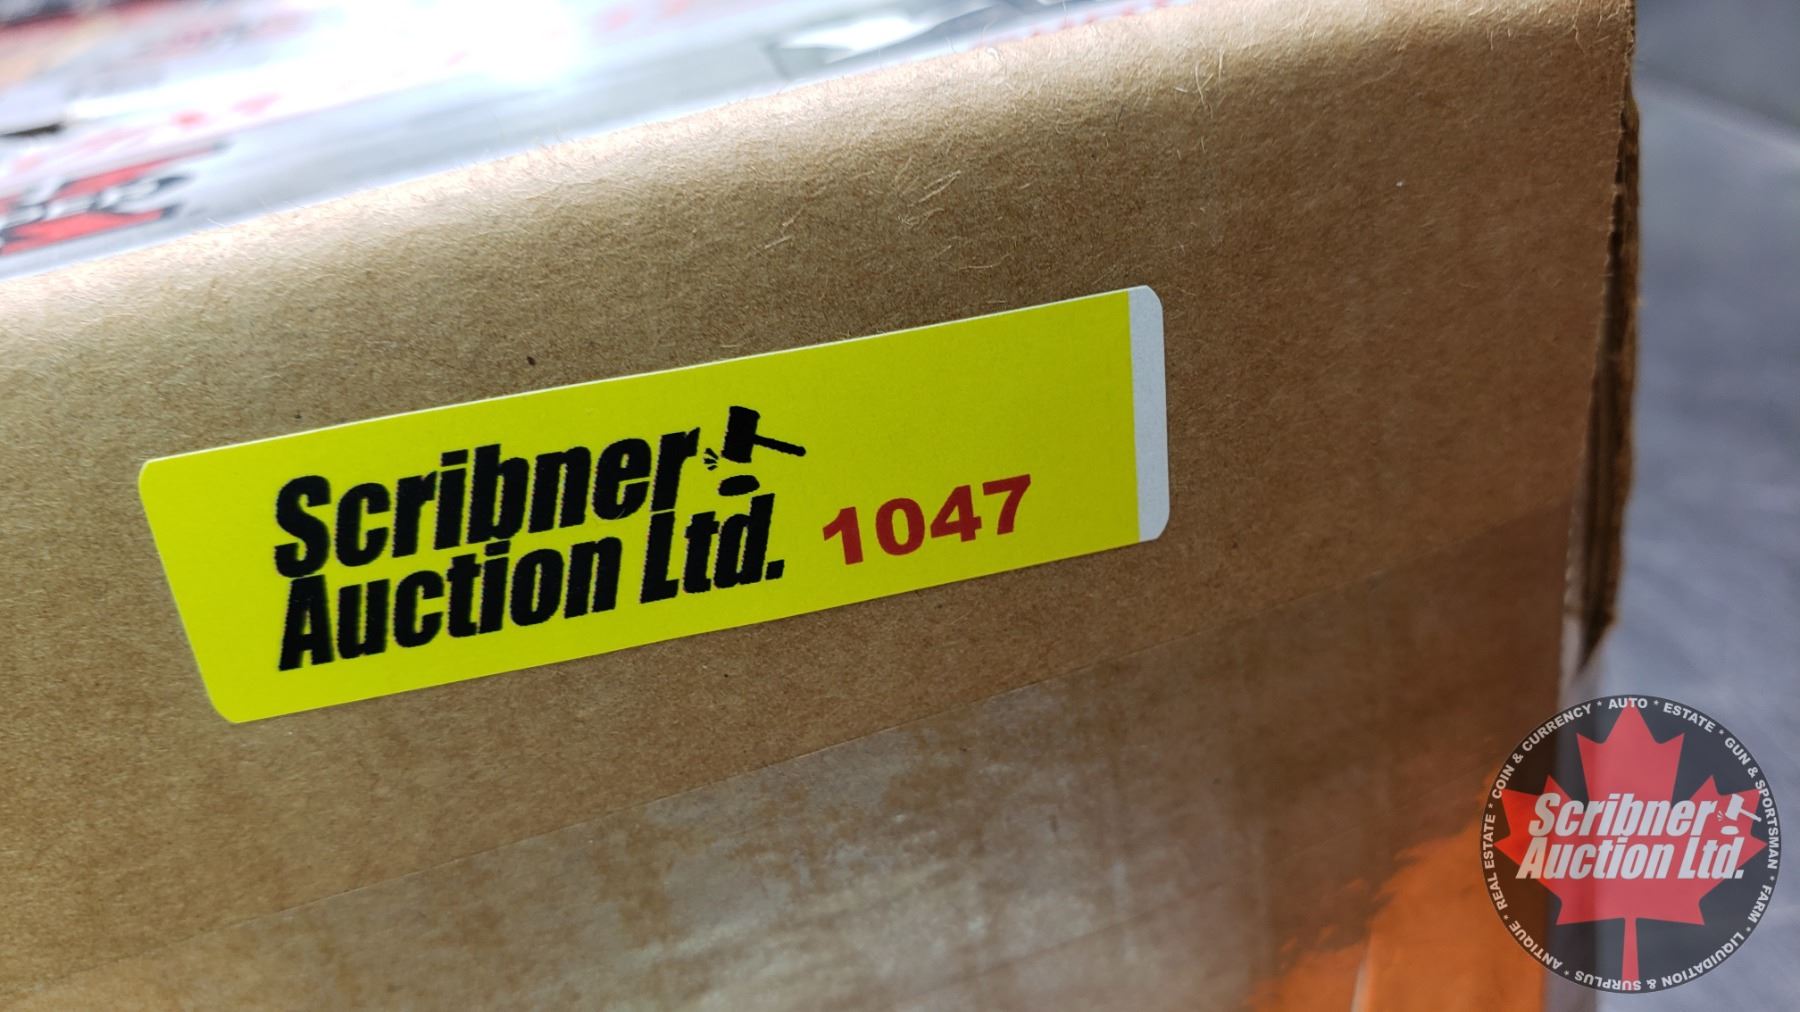 Scribner
Auction Ltd.
1047
COIN & CURRENCY * AUTO * ESTATE * GUN & SPORTSMAN * FARM * LIQUIDATION & SURPLUS * ANTIQUE * REAL ESTATE *
Scribner
Auction Ltd.